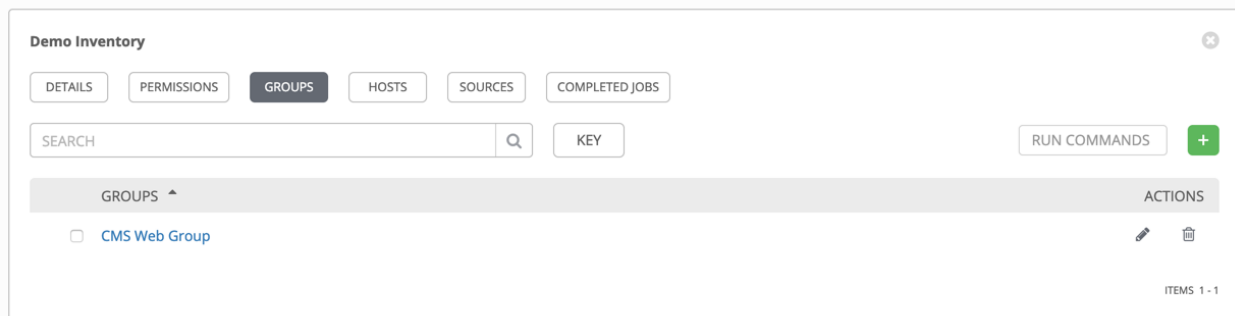 Demo Inventory
DETAILS PERMISSIONS GROUPS HOSTS SOURCES COMPLETED JOBS
SEARCH KEY RUN COMMANDS +
GROUPS ACTIONS
CMS Web Group
ITEMS 1 - 1